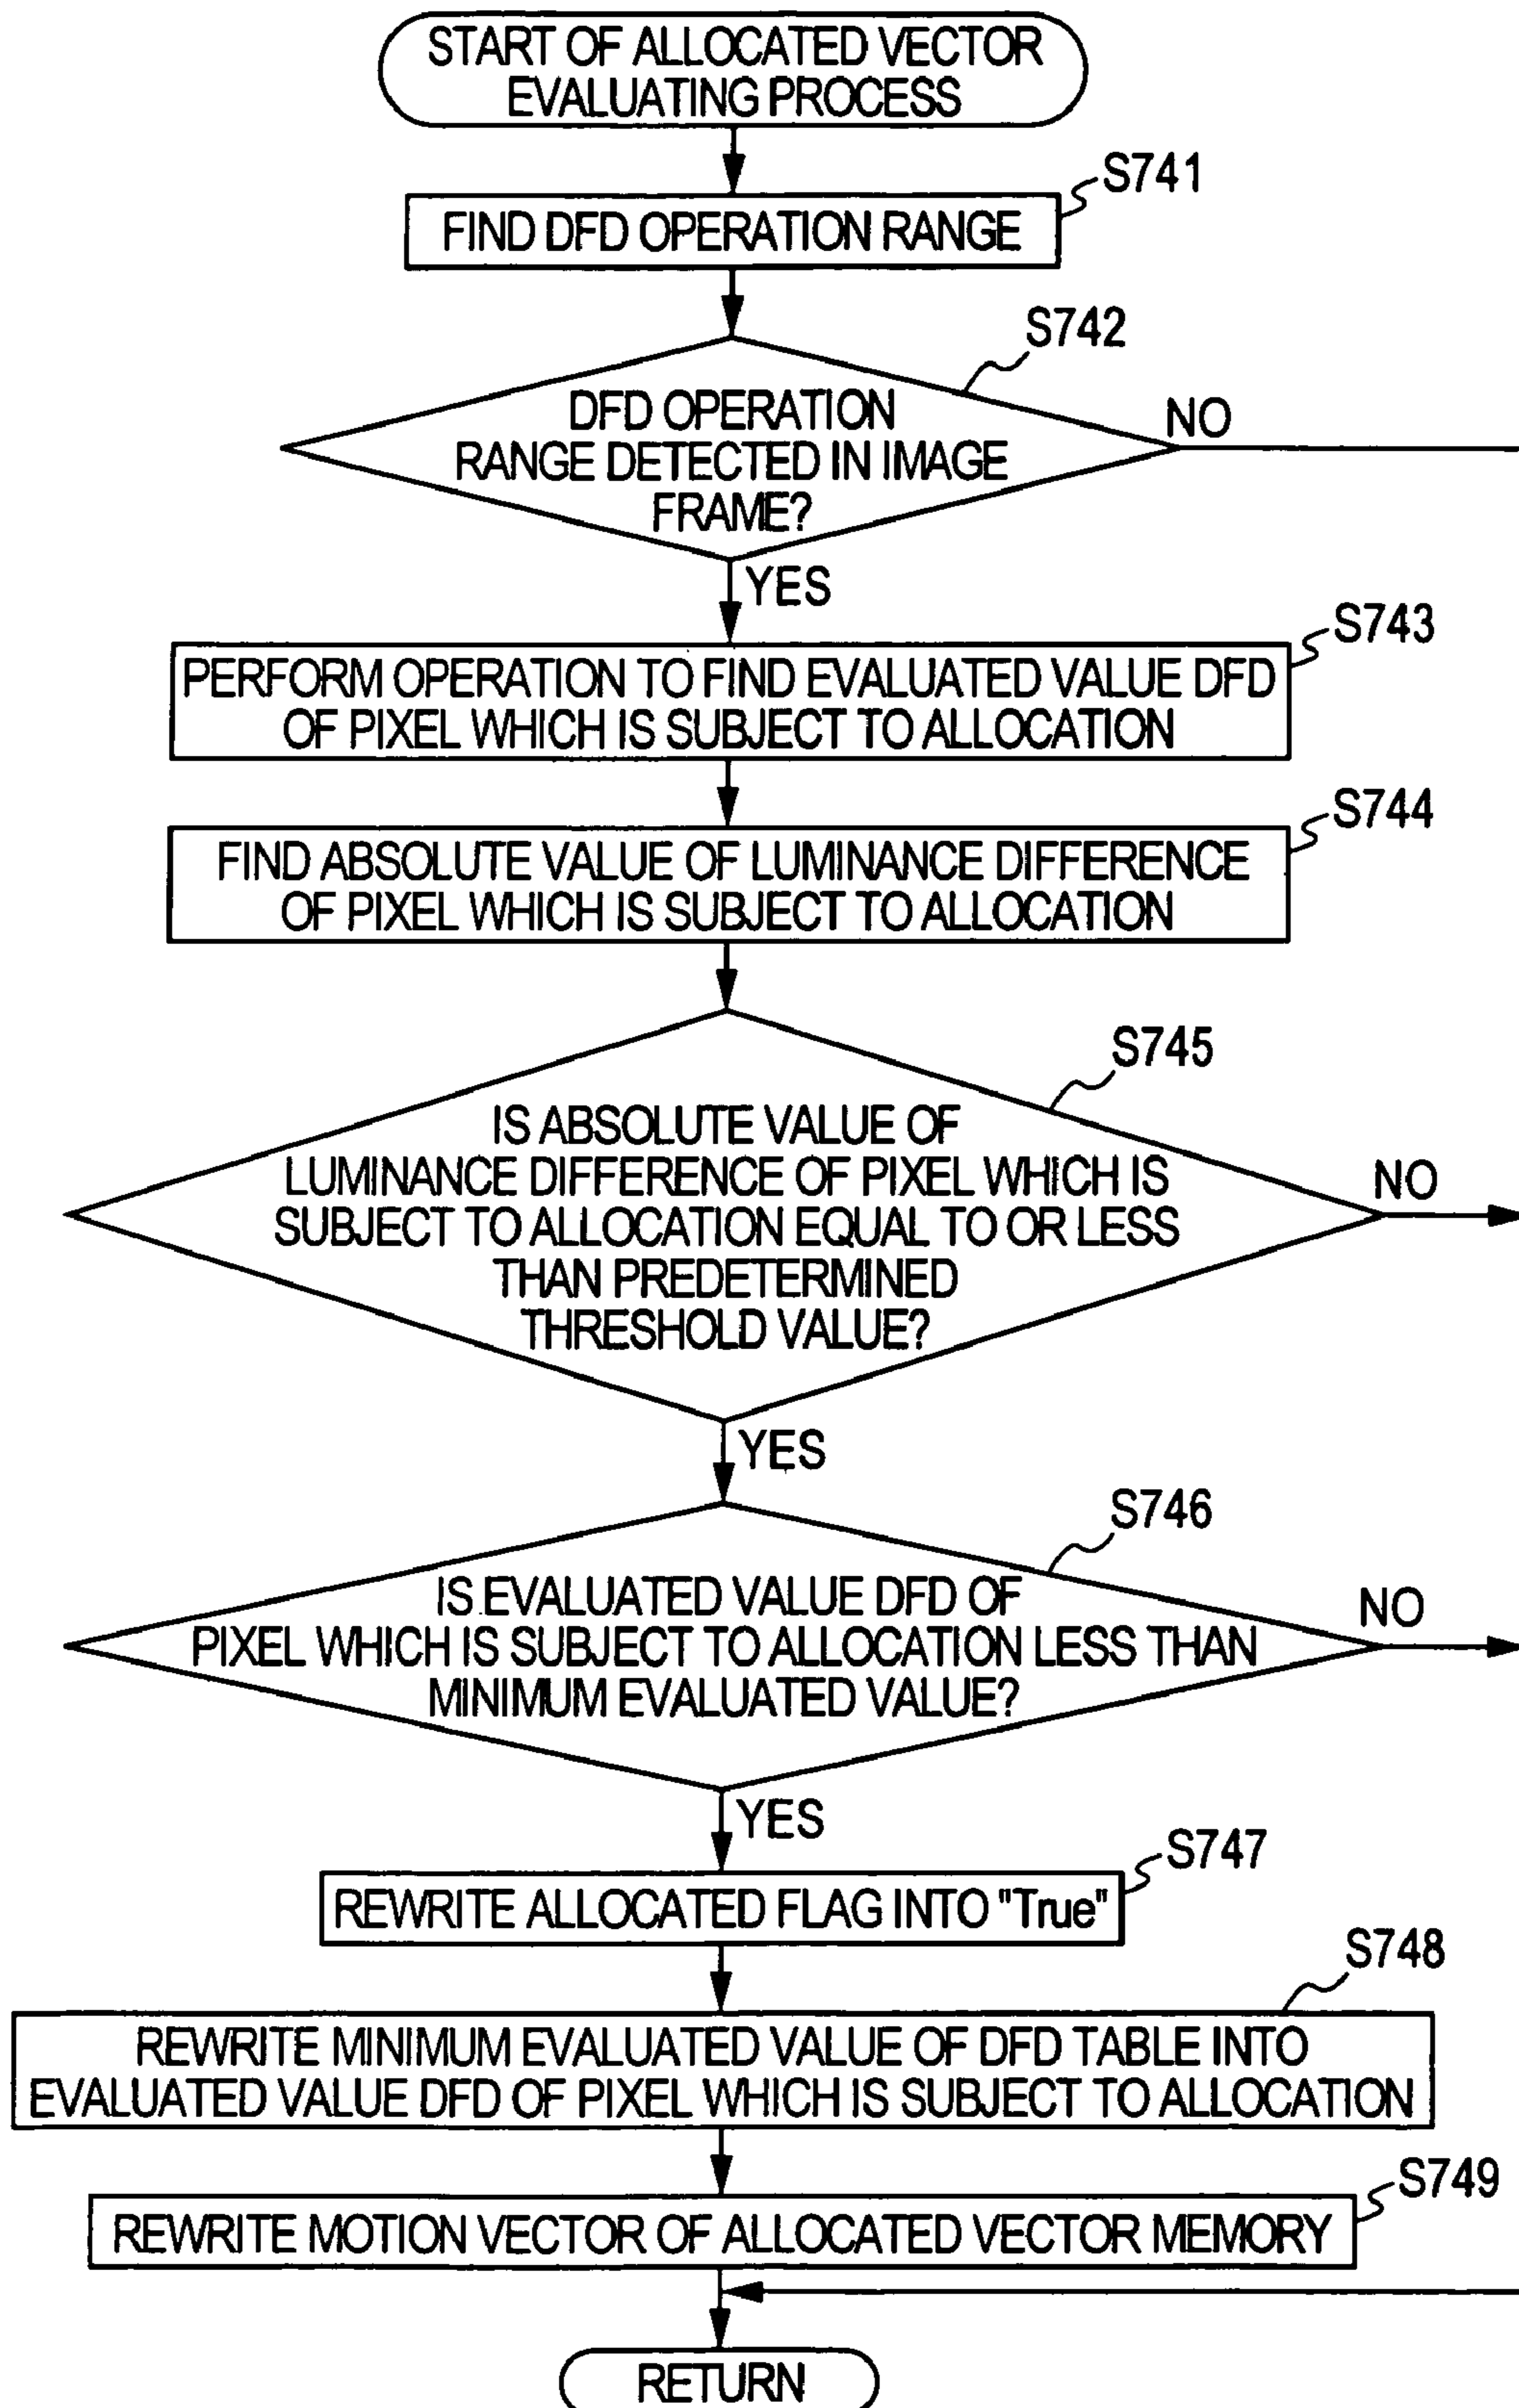 START OF ALLOCATED VECTOR
EVALUATING PROCESS
S741
FIND DFD OPERATION RANGE
S742
DFD OPERATION
RANGE DETECTED IN IMAGE
FRAME?
NO
YES
S743
PERFORM OPERATION TO FIND EVALUATED VALUE DFD
OF PIXEL WHICH IS SUBJECT TO ALLOCATION
S744
FIND ABSOLUTE VALUE OF LUMINANCE DIFFERENCE
OF PIXEL WHICH IS SUBJECT TO ALLOCATION
S745
IS ABSOLUTE VALUE OF
LUMINANCE DIFFERENCE OF PIXEL WHICH IS
SUBJECT TO ALLOCATION EQUAL TO OR LESS
THAN PREDETERMINED
THRESHOLD VALUE?
NO
YES
S746
IS EVALUATED VALUE DFD OF
PIXEL WHICH IS SUBJECT TO ALLOCATION LESS THAN
MINIMUM EVALUATED VALUE?
NO
YES
S747
REWRITE ALLOCATED FLAG INTO "True"
S748
REWRITE MINIMUM EVALUATED VALUE OF DFD TABLE INTO
EVALUATED VALUE DFD OF PIXEL WHICH IS SUBJECT TO ALLOCATION
S749
REWRITE MOTION VECTOR OF ALLOCATED VECTOR MEMORY
RETURN